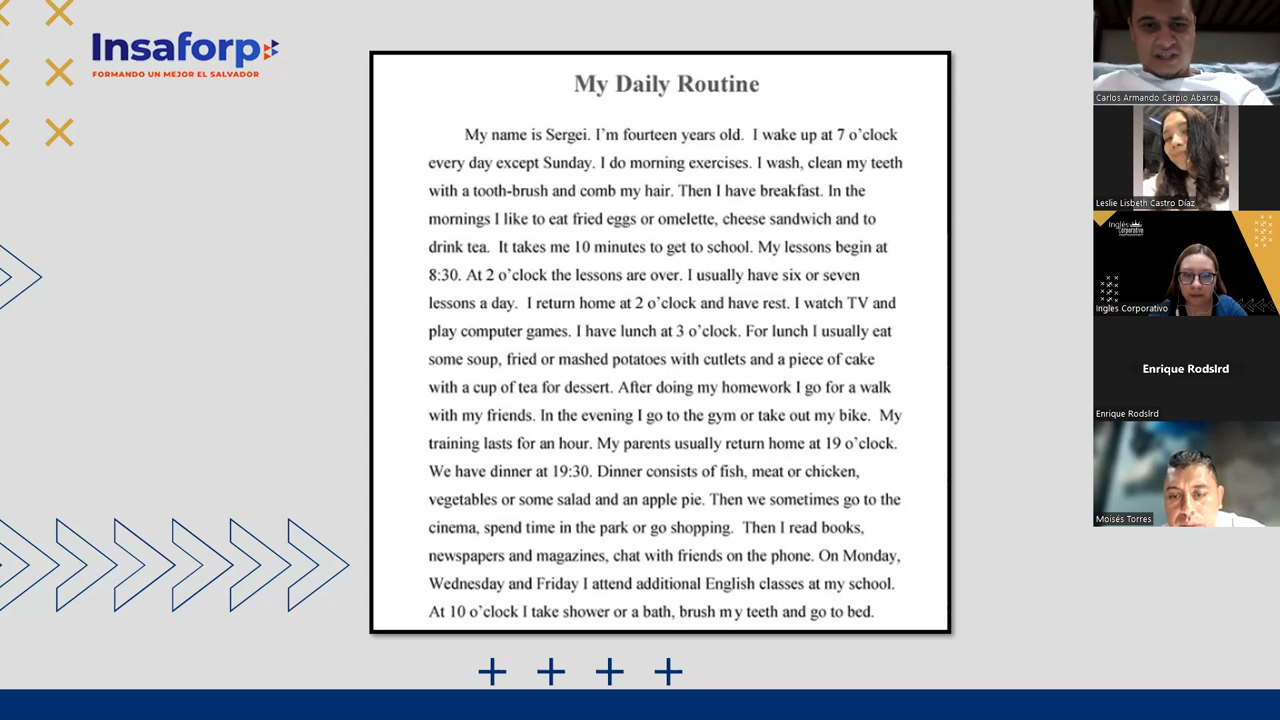 Insaforp
FORMANDO UN MEJOR EL SALVADOR
My Daily Routine
My name is Sergei. I'm fourteen years old. I wake up at 7 o'clock
every day except Sunday. I do morning exercises. I wash, clean my teeth
with a tooth-brush and comb my hair. Then I have breakfast. In the
mornings I like to eat fried eggs or omelette, cheese sandwich and to
drink tea. It takes me 10 minutes to get to school. My lessons begin at
8:30. At 2 o'clock the lessons are over. I usually have six or seven
lessons a day. I return home at 2 o'clock and have rest. I watch TV and
play computer games. I have lunch at 3 o'clock. For lunch I usually eat
some soup, fried or mashed potatoes with cutlets and a piece of cake
with a cup of tea for dessert. After doing my homework I go for a walk
with my friends. In the evening I go to the gym or take out my bike. My
training lasts for an hour. My parents usually return home at 19 o'clock.
We have dinner at 19:30. Dinner consists of fish, meat or chicken,
vegetables or some salad and an apple pie. Then we sometimes go to the
cinema, spend time in the park or go shopping. Then I read books,
newspapers and magazines, chat with friends on the phone. On Monday,
Wednesday and Friday I attend additional English classes at my school.
At 10 o'clock I take shower or a bath, brush my teeth and go to bed.
Carlos Armando Carpio Abarca
Leslie Lisbeth Castro Díaz
Inglés
Corporativo
Ingles Corporativo
Enrique Rodslrd
Enrique Rodslrd
Moisés Torres